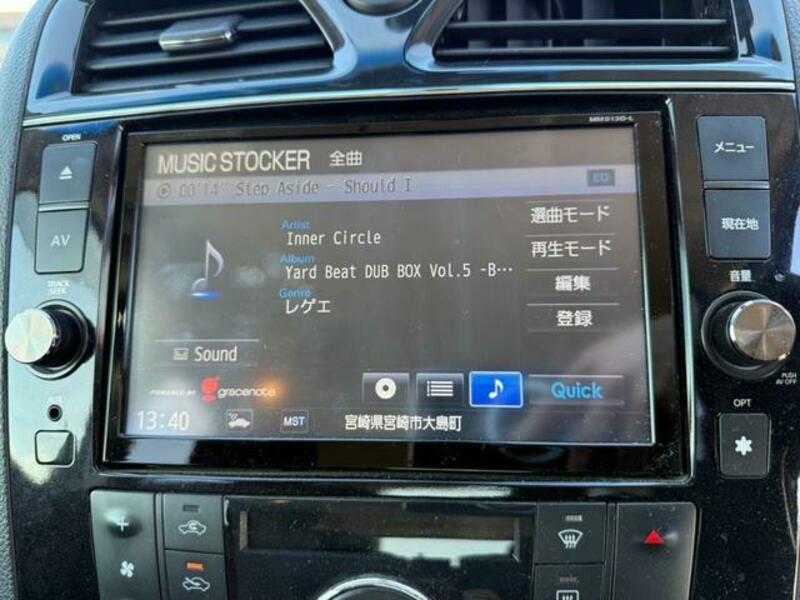 OPEN
MM513D-L
MUSIC STOCKER 全曲
00'14" Step Aside - Should I
EQ
メニュー
AV
現在地
Artist
Inner Circle
選曲モード
Album
Yard Beat DUB BOX Vol.5 -B…
再生モード
Genre
レゲエ
編集
登録
TRACK
SEEK
音量
Sound
PUSH
AV OFF
POWERED BY gracenote
Quick
AUX
OPT
13:40
MST
宮崎県宮崎市大島町